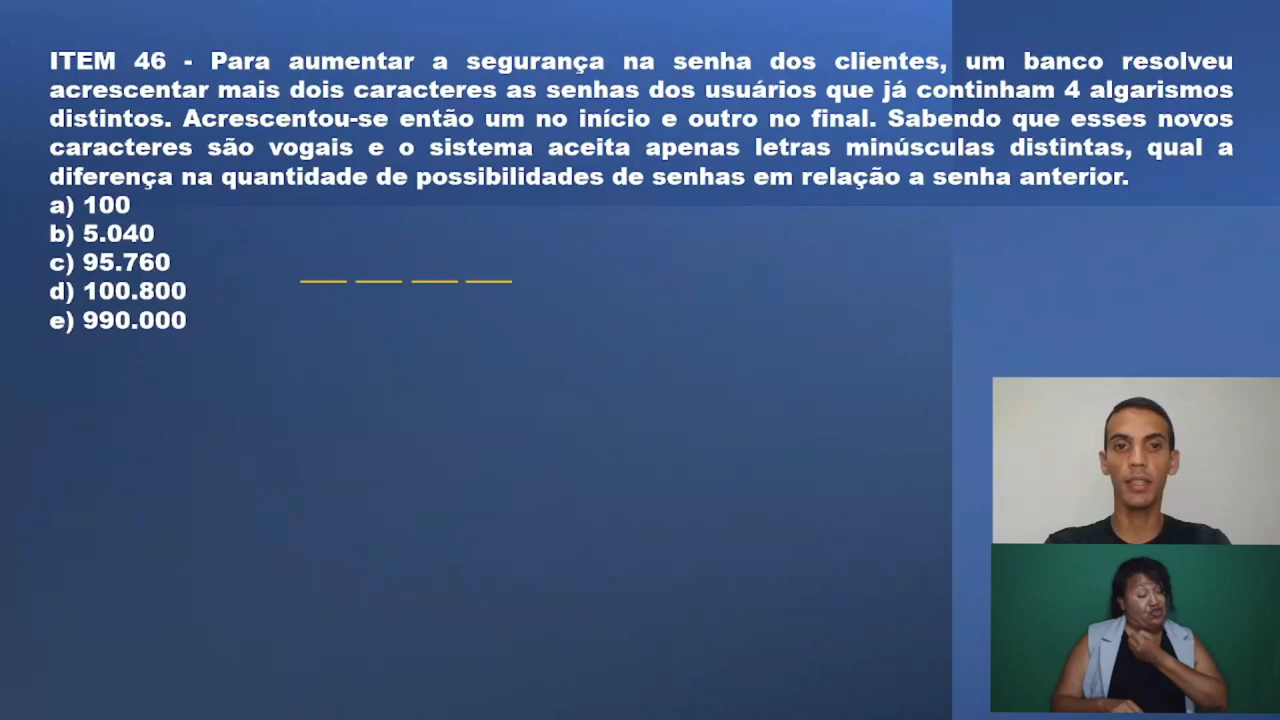 ITEM 46 - Para aumentar a segurança na senha dos clientes, um banco resolveu
acrescentar mais dois caracteres as senhas dos usuários que já continham 4 algarismos
distintos. Acrescentou-se então um no início e outro no final. Sabendo que esses novos
caracteres são vogais e o sistema aceita apenas letras minúsculas distintas, qual a
diferença na quantidade de possibilidades de senhas em relação a senha anterior.
a) 100
b) 5.040
c) 95.760
d) 100.800
e) 990.000